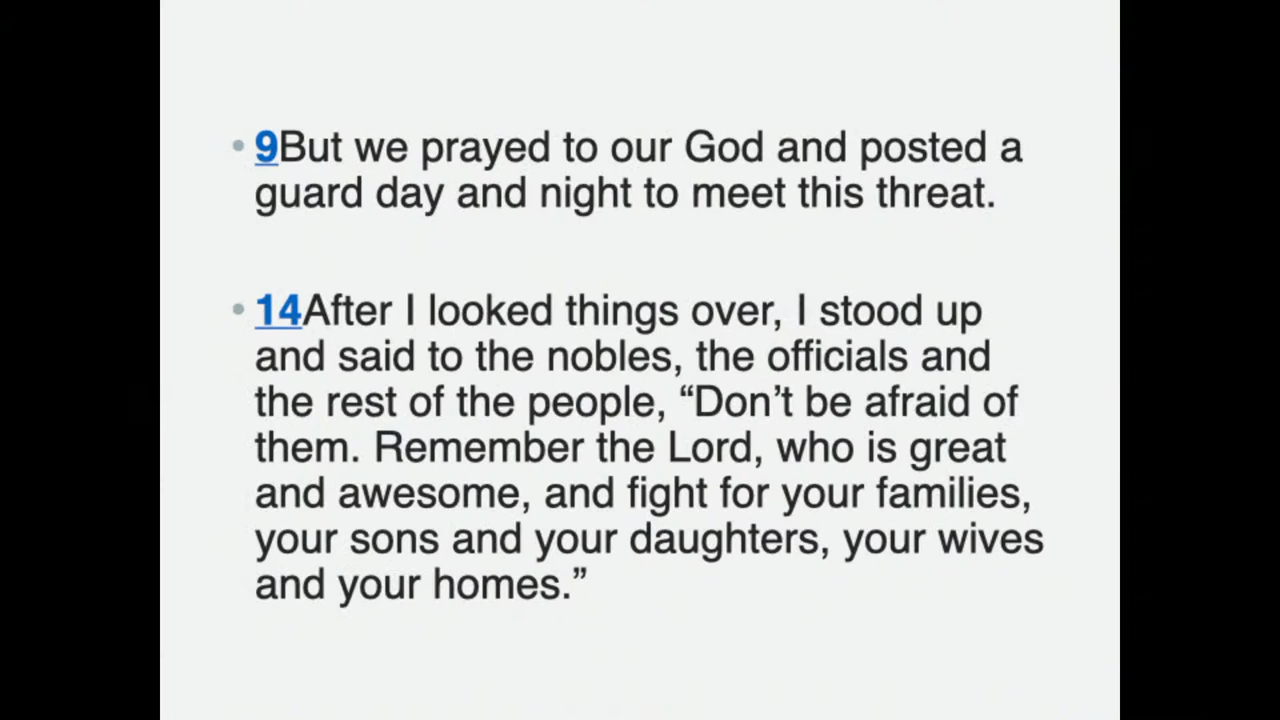 • 9But we prayed to our God and posted a
guard day and night to meet this threat.
• 14After I looked things over, I stood up
and said to the nobles, the officials and
the rest of the people, “Don’t be afraid of
them. Remember the Lord, who is great
and awesome, and fight for your families,
your sons and your daughters, your wives
and your homes.”